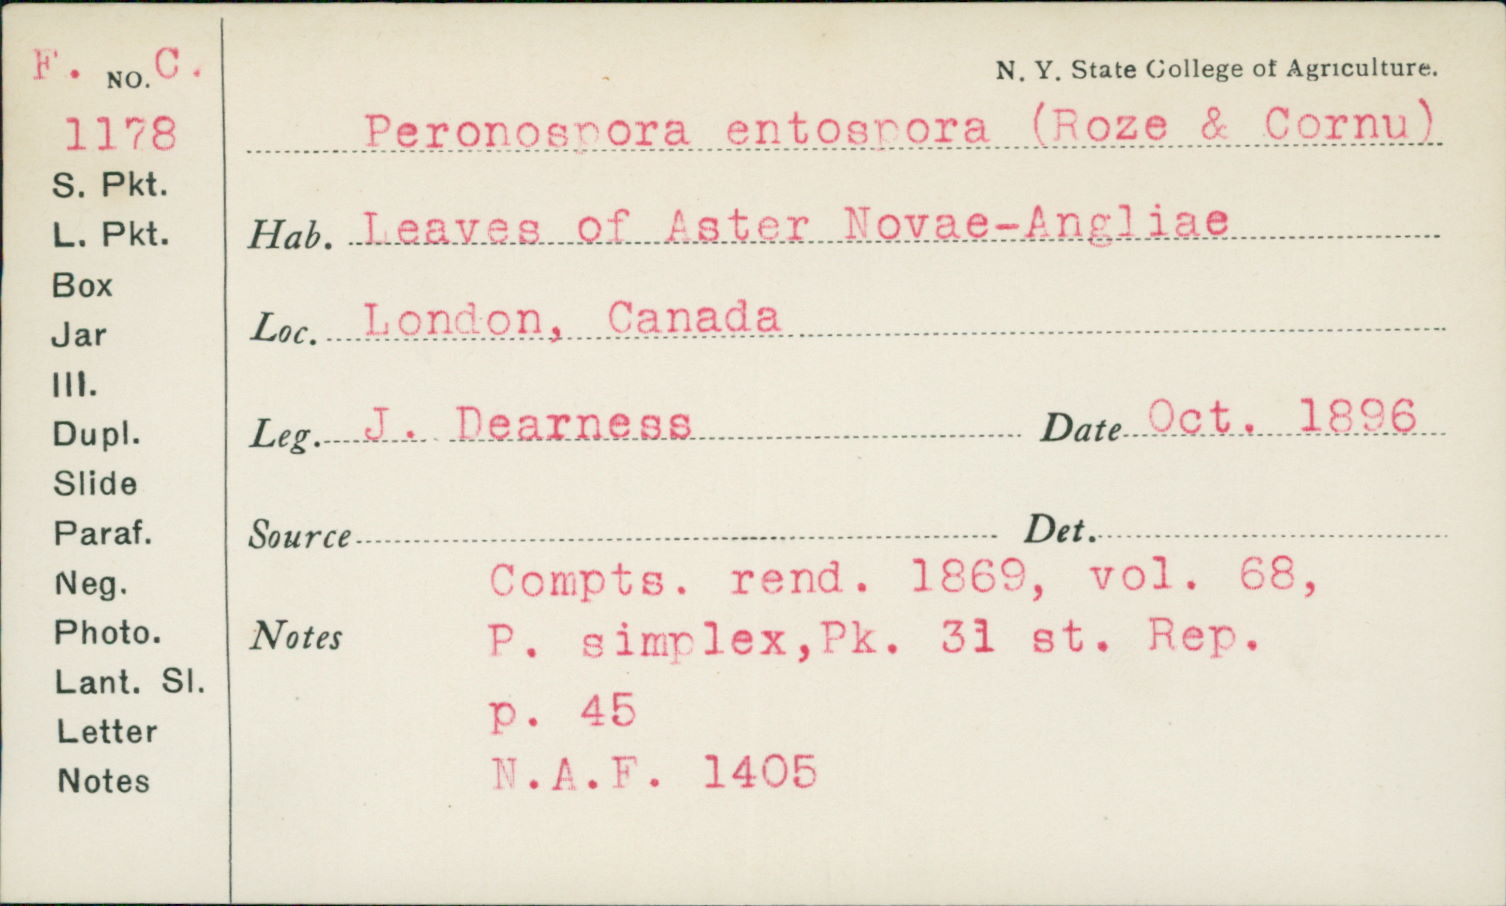 F. NO. C.
1178
S. Pkt.
L. Pkt.
Box
Jar
Ill.
Dupl.
Slide
Paraf.
Neg.
Photo.
Lant. Sl.
Letter
Notes
N. Y. State College of Agriculture.
Peronospora entospora (Roze & Cornu)
Hab. Leaves of Aster Novae-Angliae
Loc. London, Canada
Leg. J. Dearness Date Oct. 1896
Source Det.
Compts. rend. 1869, vol. 68,
Notes P. simplex,Pk. 31 st. Rep.
p. 45
N.A.F. 1405